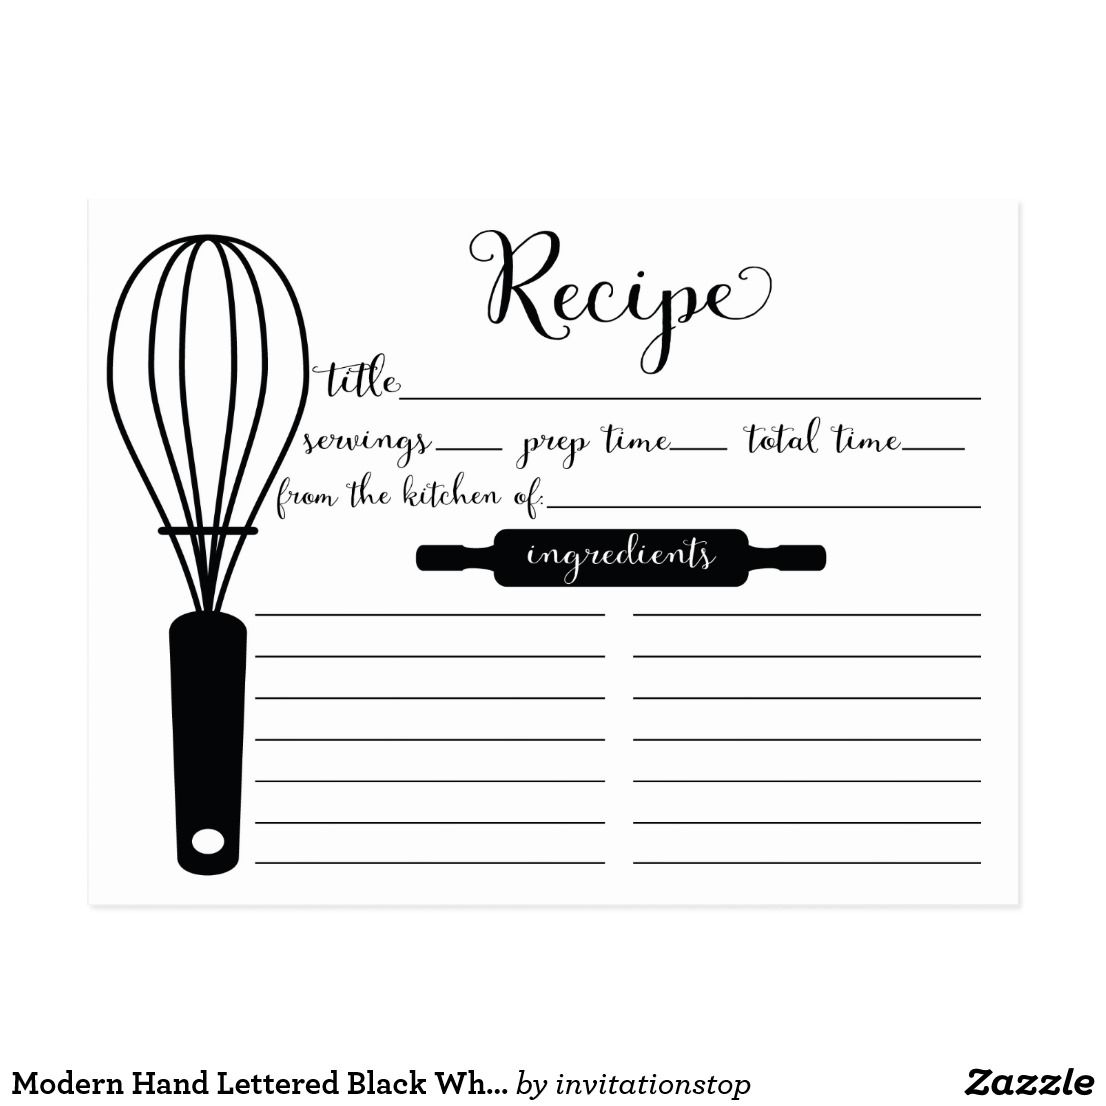 Recipe
title
servings prep time total time
from the kitchen of:
ingredients
Modern Hand Lettered Black Wh... by invitationstop Zazzle